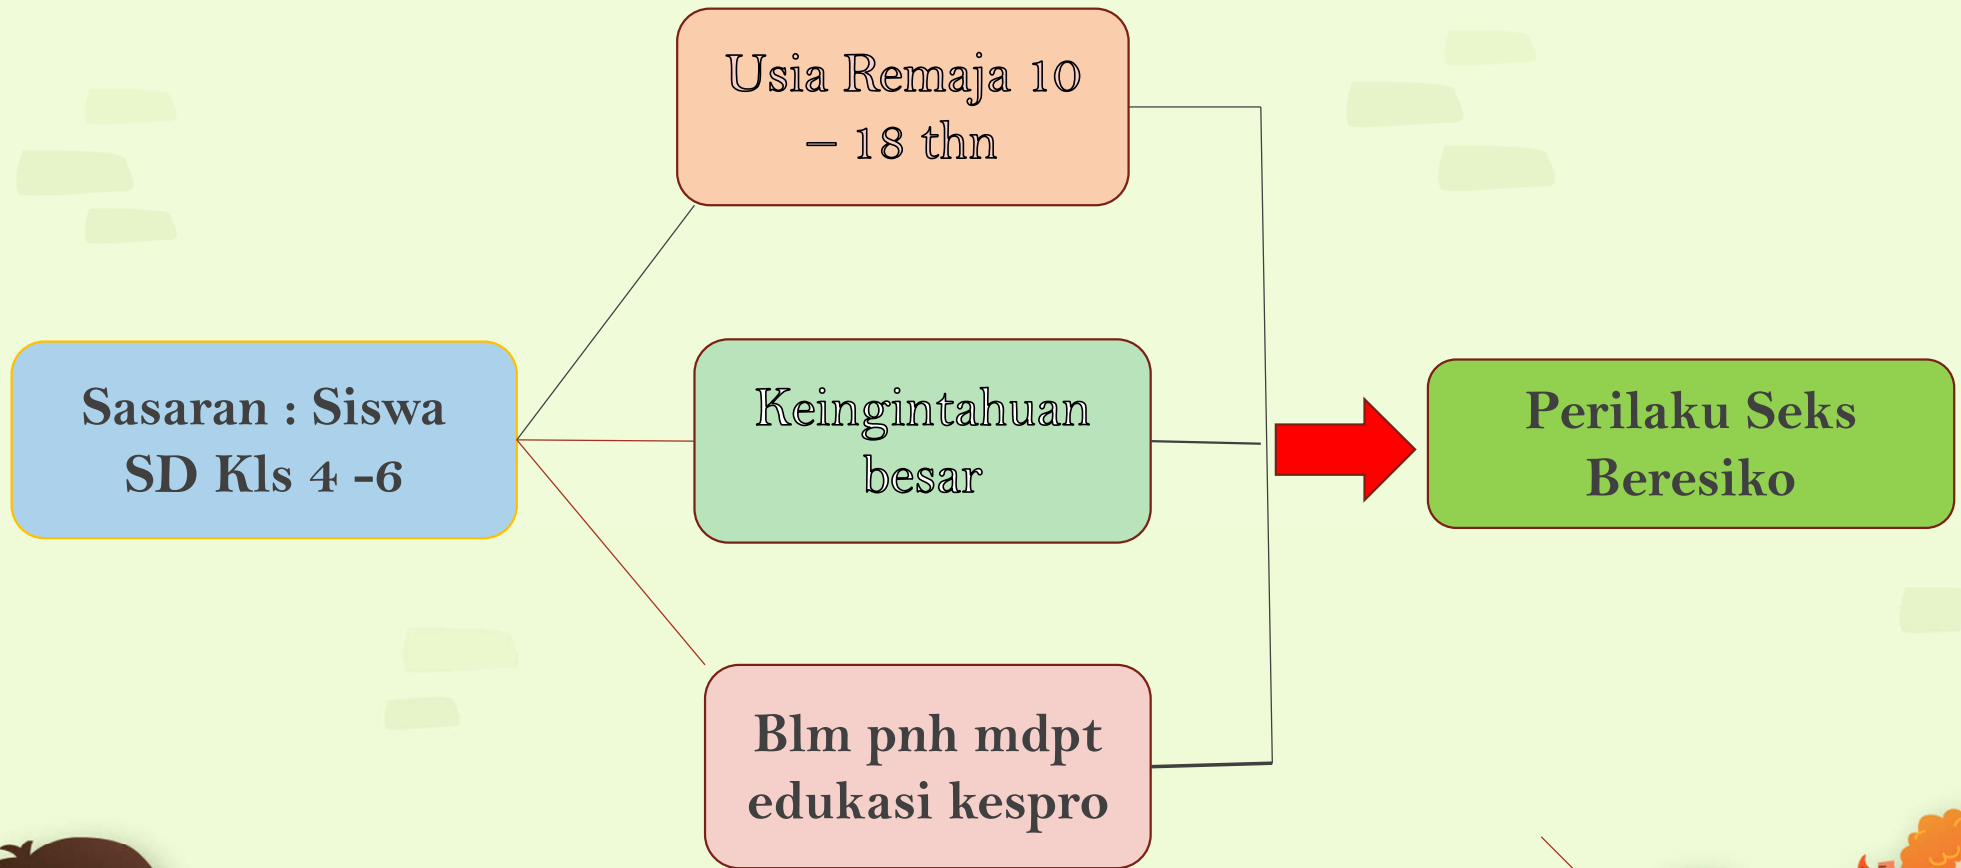 Usia Remaja 10
– 18 thn
Sasaran : Siswa
SD Kls 4 -6
Keingintahuan
besar
Perilaku Seks
Beresiko
Blm pnh mdpt
edukasi kespro